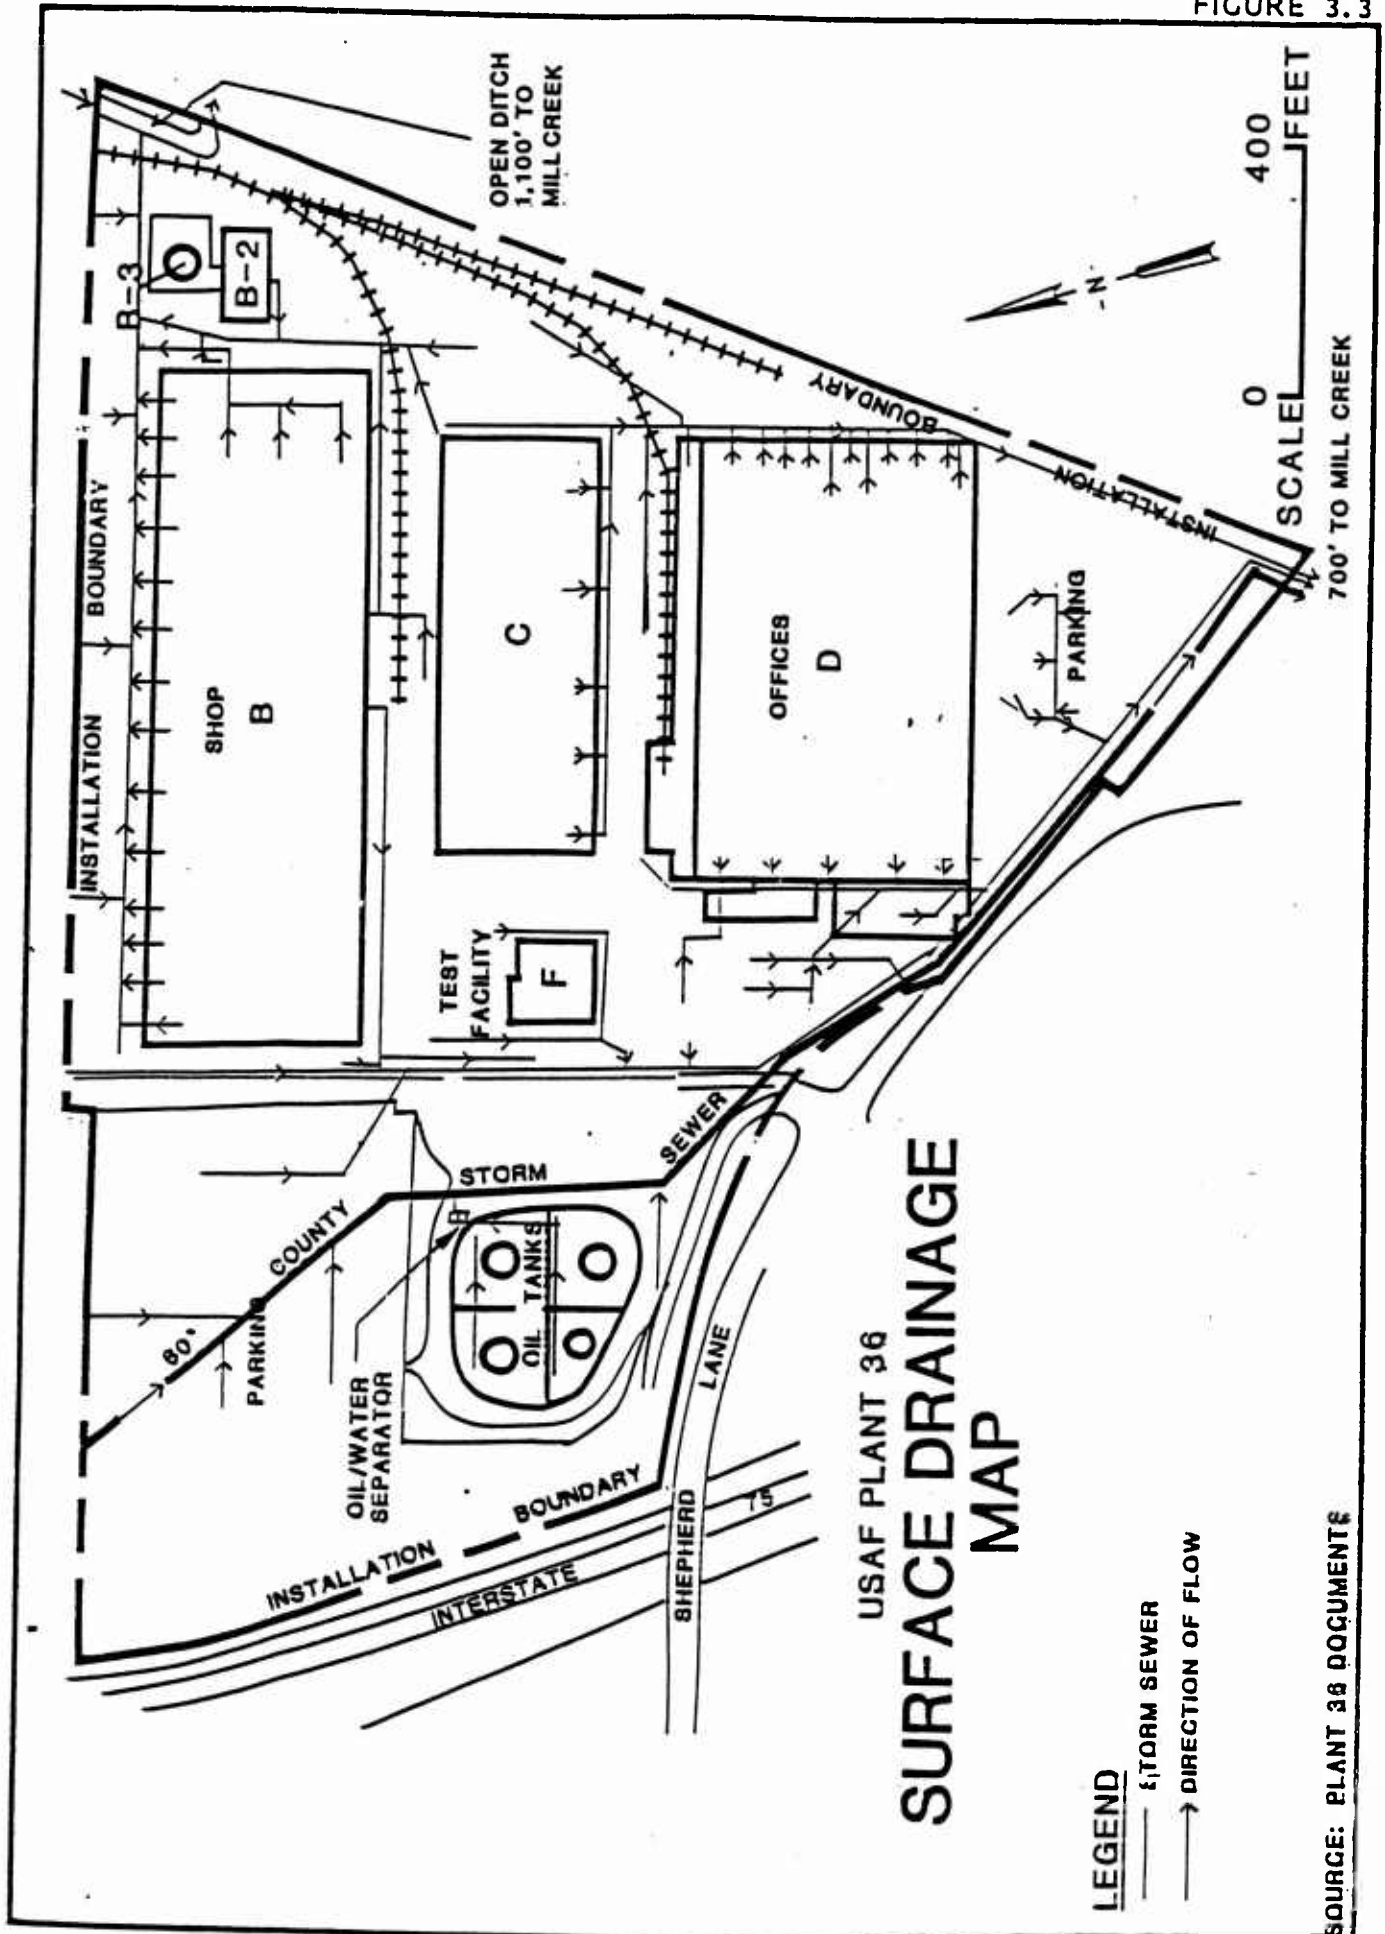 FIGURE 3.3
OPEN DITCH
1,100' TO
MILL CREEK
B-3
B-2
INSTALLATION BOUNDARY
SHOP
B
C
OFFICES
D
TEST
FACILITY
F
PARKING
INSTALLATION BOUNDARY
N
SCALE
0
400
FEET
700' TO MILL CREEK
60'
COUNTY
STORM
SEWER
PARKING
OIL TANKS
OIL/WATER
SEPARATOR
INSTALLATION BOUNDARY
INTERSTATE
75
SHEPHERD LANE
USAF PLANT 36
SURFACE DRAINAGE
MAP
LEGEND
STORM SEWER
DIRECTION OF FLOW
SOURCE: PLANT 36 DOCUMENTS